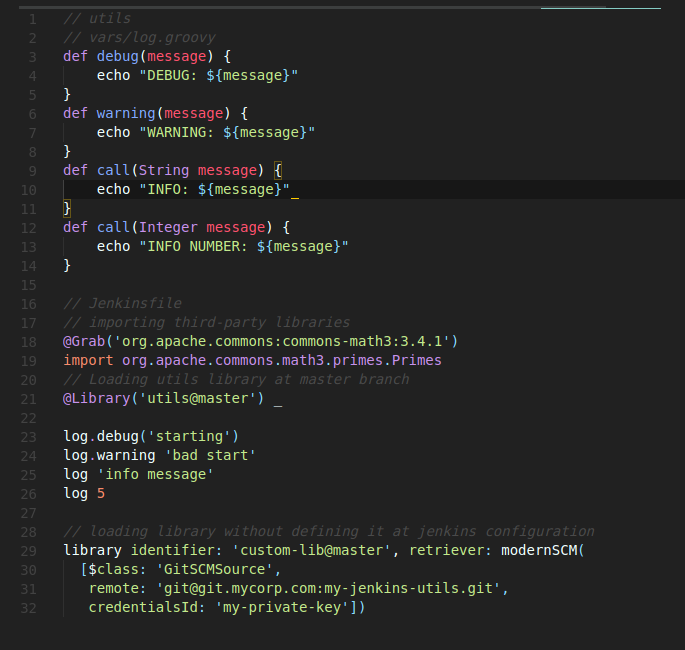 1 // utils
2 // vars/log.groovy
3 def debug(message) {
4     echo "DEBUG: ${message}"
5 }
6 def warning(message) {
7     echo "WARNING: ${message}"
8 }
9 def call(String message) {
10     echo "INFO: ${message}"_
11 }
12 def call(Integer message) {
13     echo "INFO NUMBER: ${message}"
14 }
15
16 // Jenkinsfile
17 // importing third-party libraries
18 @Grab('org.apache.commons:commons-math3:3.4.1')
19 import org.apache.commons.math3.primes.Primes
20 // Loading utils library at master branch
21 @Library('utils@master') _
22
23 log.debug('starting')
24 log.warning 'bad start'
25 log 'info message'
26 log 5
27
28 // loading library without defining it at jenkins configuration
29 library identifier: 'custom-lib@master', retriever: modernSCM(
30   [$class: 'GitSCMSource',
31    remote: 'git@git.mycorp.com:my-jenkins-utils.git',
32    credentialsId: 'my-private-key'])